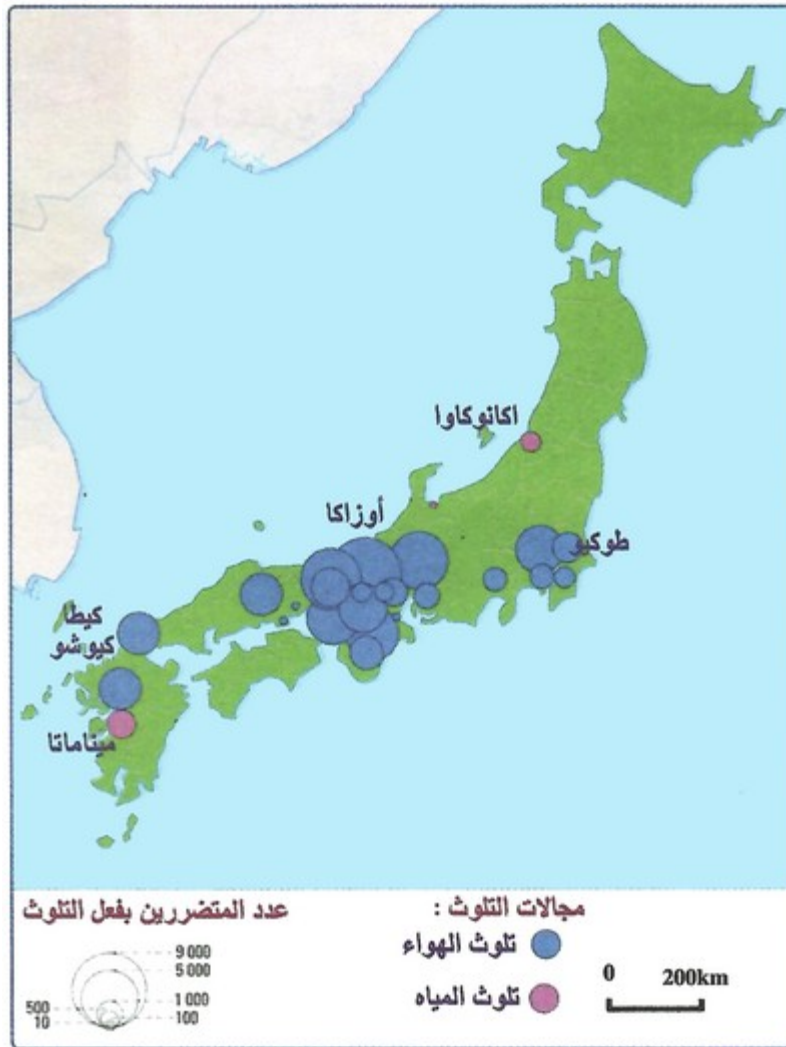 اكانوكاوا
أوزاكا
طوكيو
كيطا
كيوشو
ميناماتا
مجالات التلوث :
تلوث الهواء
تلوث المياه
0 200km
عدد المتضررين بفعل التلوث
9 000
5 000
1 000
500
100
10